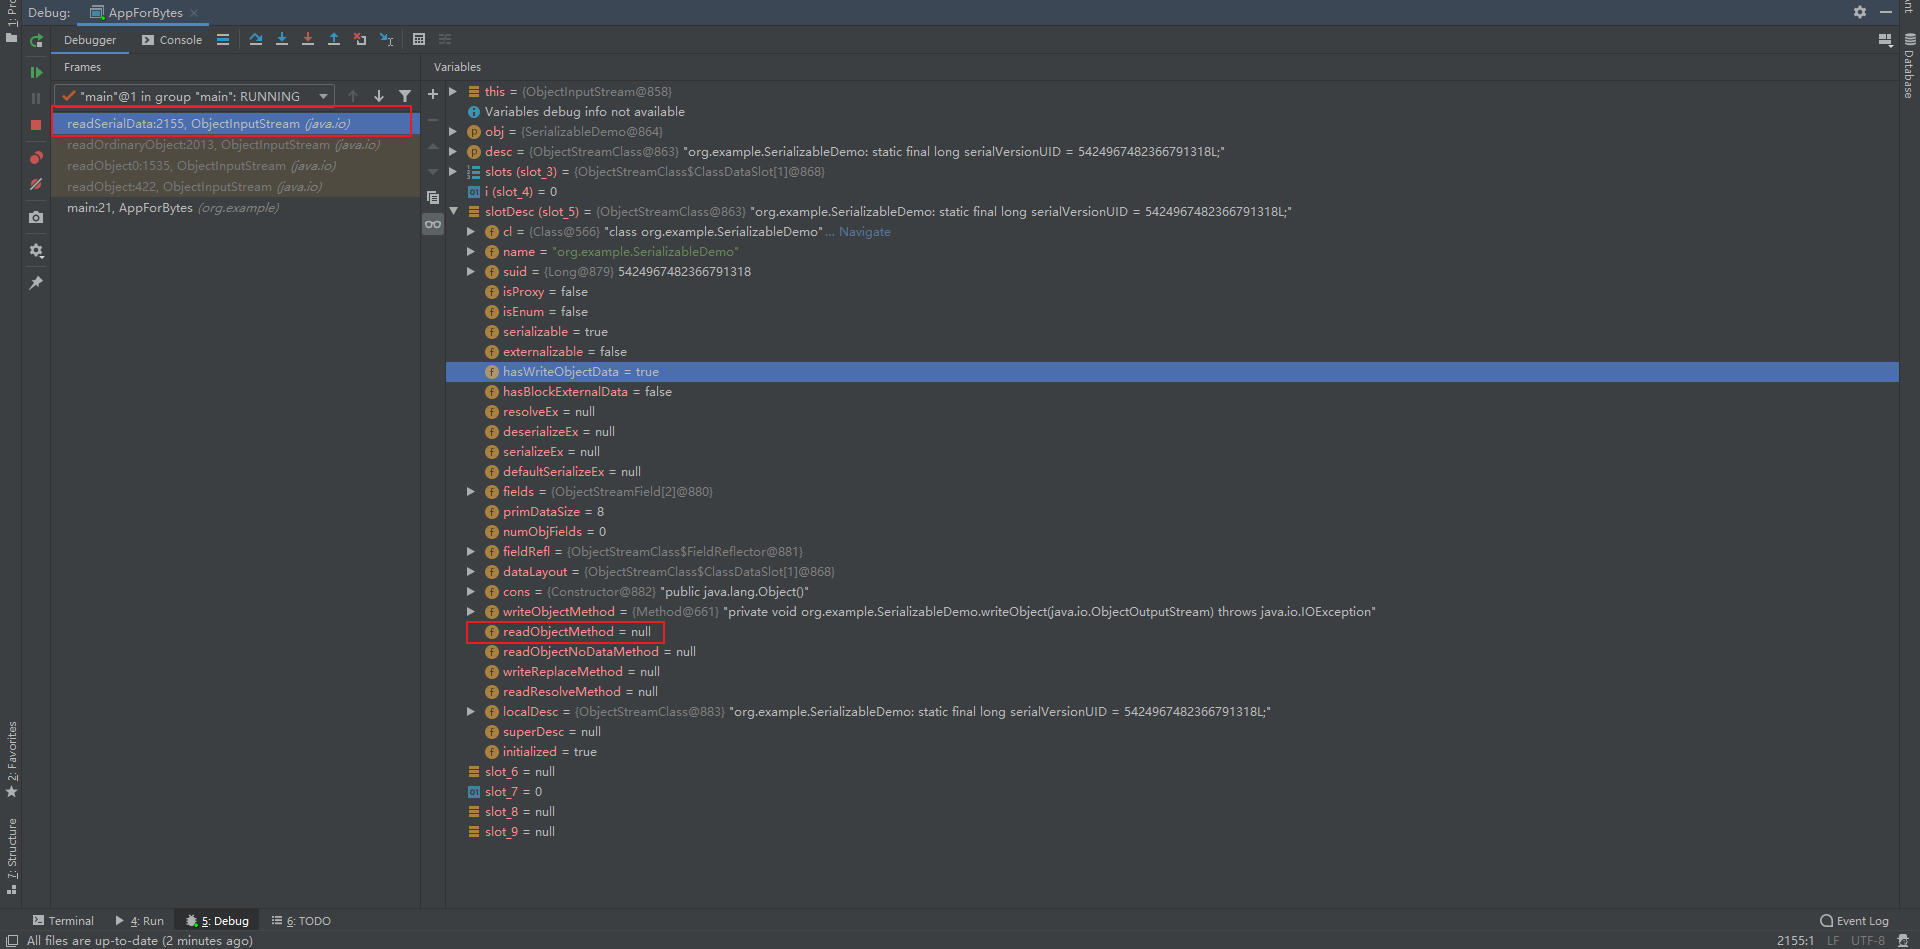 Debug: AppForBytes
Debugger Console
Frames
Variables
"main"@1 in group "main": RUNNING
readSerialData:2155, ObjectInputStream (java.io)
readOrdinaryObject:2013, ObjectInputStream (java.io)
readObject0:1535, ObjectInputStream (java.io)
readObject:422, ObjectInputStream (java.io)
main:21, AppForBytes (org.example)
this = {ObjectInputStream@858}
Variables debug info not available
obj = {SerializableDemo@864}
desc = {ObjectStreamClass@863} "org.example.SerializableDemo: static final long serialVersionUID = 5424967482366791318L;"
slots (slot_3) = {ObjectStreamClass$ClassDataSlot[1]@868}
i (slot_4) = 0
slotDesc (slot_5) = {ObjectStreamClass@863} "org.example.SerializableDemo: static final long serialVersionUID = 5424967482366791318L;"
cl = {Class@566} "class org.example.SerializableDemo" ... Navigate
name = "org.example.SerializableDemo"
suid = {Long@879} 5424967482366791318
isProxy = false
isEnum = false
serializable = true
externalizable = false
hasWriteObjectData = true
hasBlockExternalData = false
resolveEx = null
deserializeEx = null
serializeEx = null
defaultSerializeEx = null
fields = {ObjectStreamField[2]@880}
primDataSize = 8
numObjFields = 0
fieldRefl = {ObjectStreamClass$FieldReflector@881}
dataLayout = {ObjectStreamClass$ClassDataSlot[1]@868}
cons = {Constructor@882} "public java.lang.Object()"
writeObjectMethod = {Method@661} "private void org.example.SerializableDemo.writeObject(java.io.ObjectOutputStream) throws java.io.IOException"
readObjectMethod = null
readObjectNoDataMethod = null
writeReplaceMethod = null
readResolveMethod = null
localDesc = {ObjectStreamClass@883} "org.example.SerializableDemo: static final long serialVersionUID = 5424967482366791318L;"
superDesc = null
initialized = true
slot_6 = null
slot_7 = 0
slot_8 = null
slot_9 = null
Database
2: Favorites
7: Structure
Terminal 4: Run 5: Debug 6: TODO
Event Log
All files are up-to-date (2 minutes ago)
2155:1 LF UTF-8